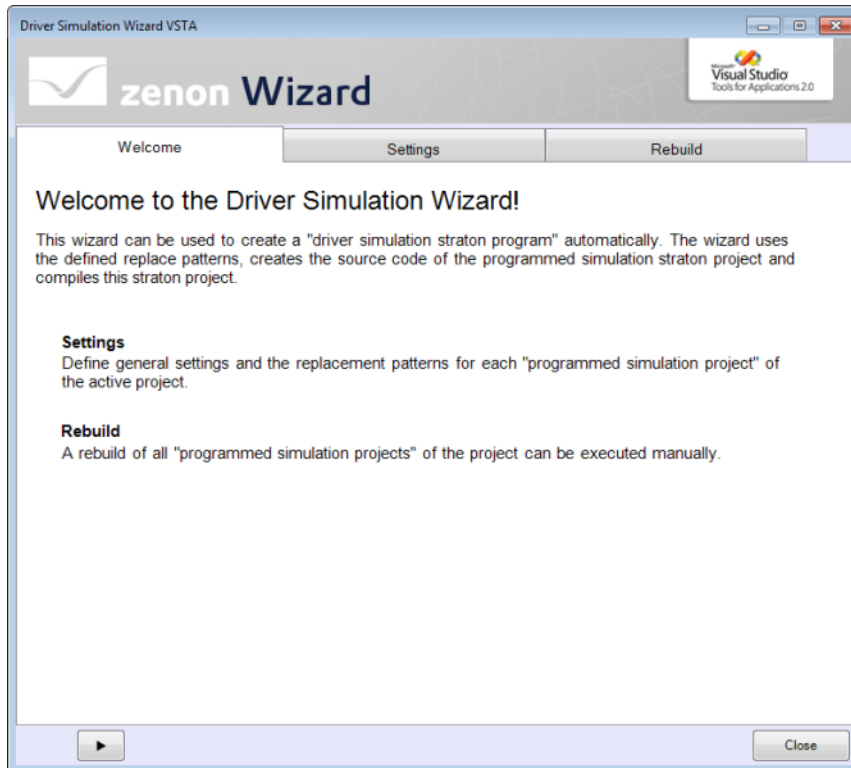 Driver Simulation Wizard VSTA
zenon Wizard
Microsoft
Visual Studio
Tools for Applications 2.0
Welcome
Settings
Rebuild
Welcome to the Driver Simulation Wizard!
This wizard can be used to create a "driver simulation straton program" automatically. The wizard uses
the defined replace patterns, creates the source code of the programmed simulation straton project and
compiles this straton project.
Settings
Define general settings and the replacement patterns for each "programmed simulation project" of
the active project.
Rebuild
A rebuild of all "programmed simulation projects" of the project can be executed manually.
Close